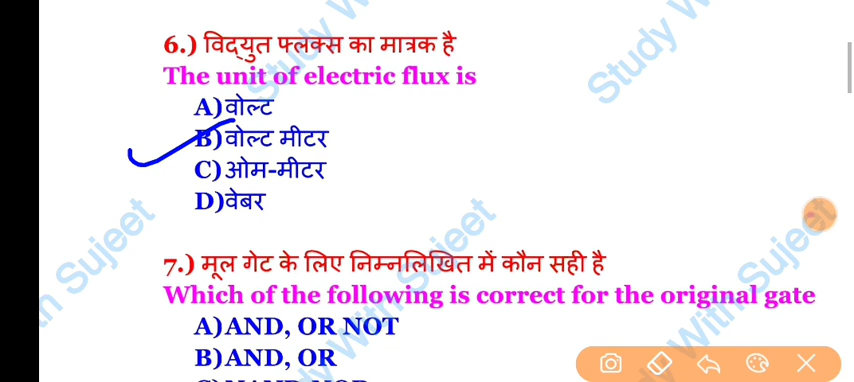 6.) विद्युत फ्लक्स का मात्रक है
The unit of electric flux is
A)वोल्ट
B)वोल्ट मीटर
C)ओम-मीटर
D)वेबर
7.) मूल गेट के लिए निम्नलिखित में कौन सही है
Which of the following is correct for the original gate
A)AND, OR NOT
B)AND, OR